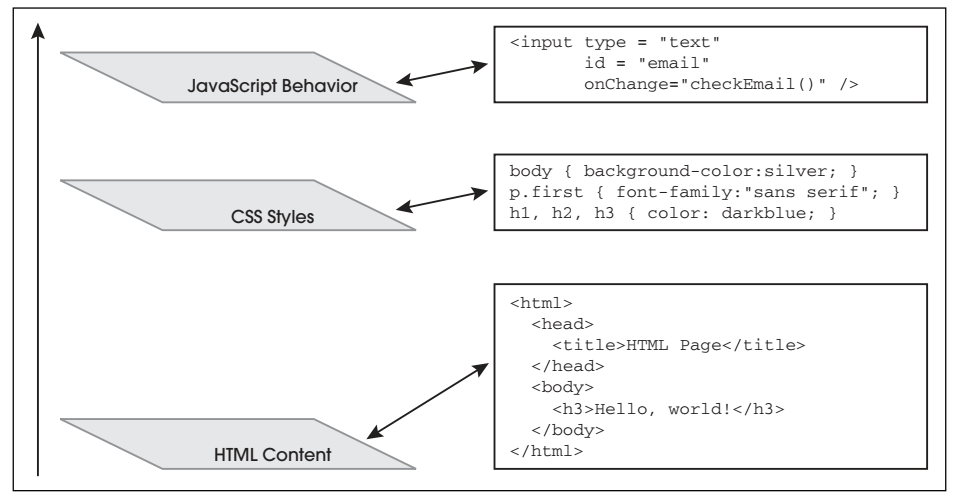 JavaScript Behavior
<input type = "text"
       id = "email"
       onChange="checkEmail()" />
CSS Styles
body { background-color:silver; }
p.first { font-family:"sans serif"; }
h1, h2, h3 { color: darkblue; }
HTML Content
<html>
  <head>
    <title>HTML Page</title>
  </head>
  <body>
    <h3>Hello, world!</h3>
  </body>
</html>